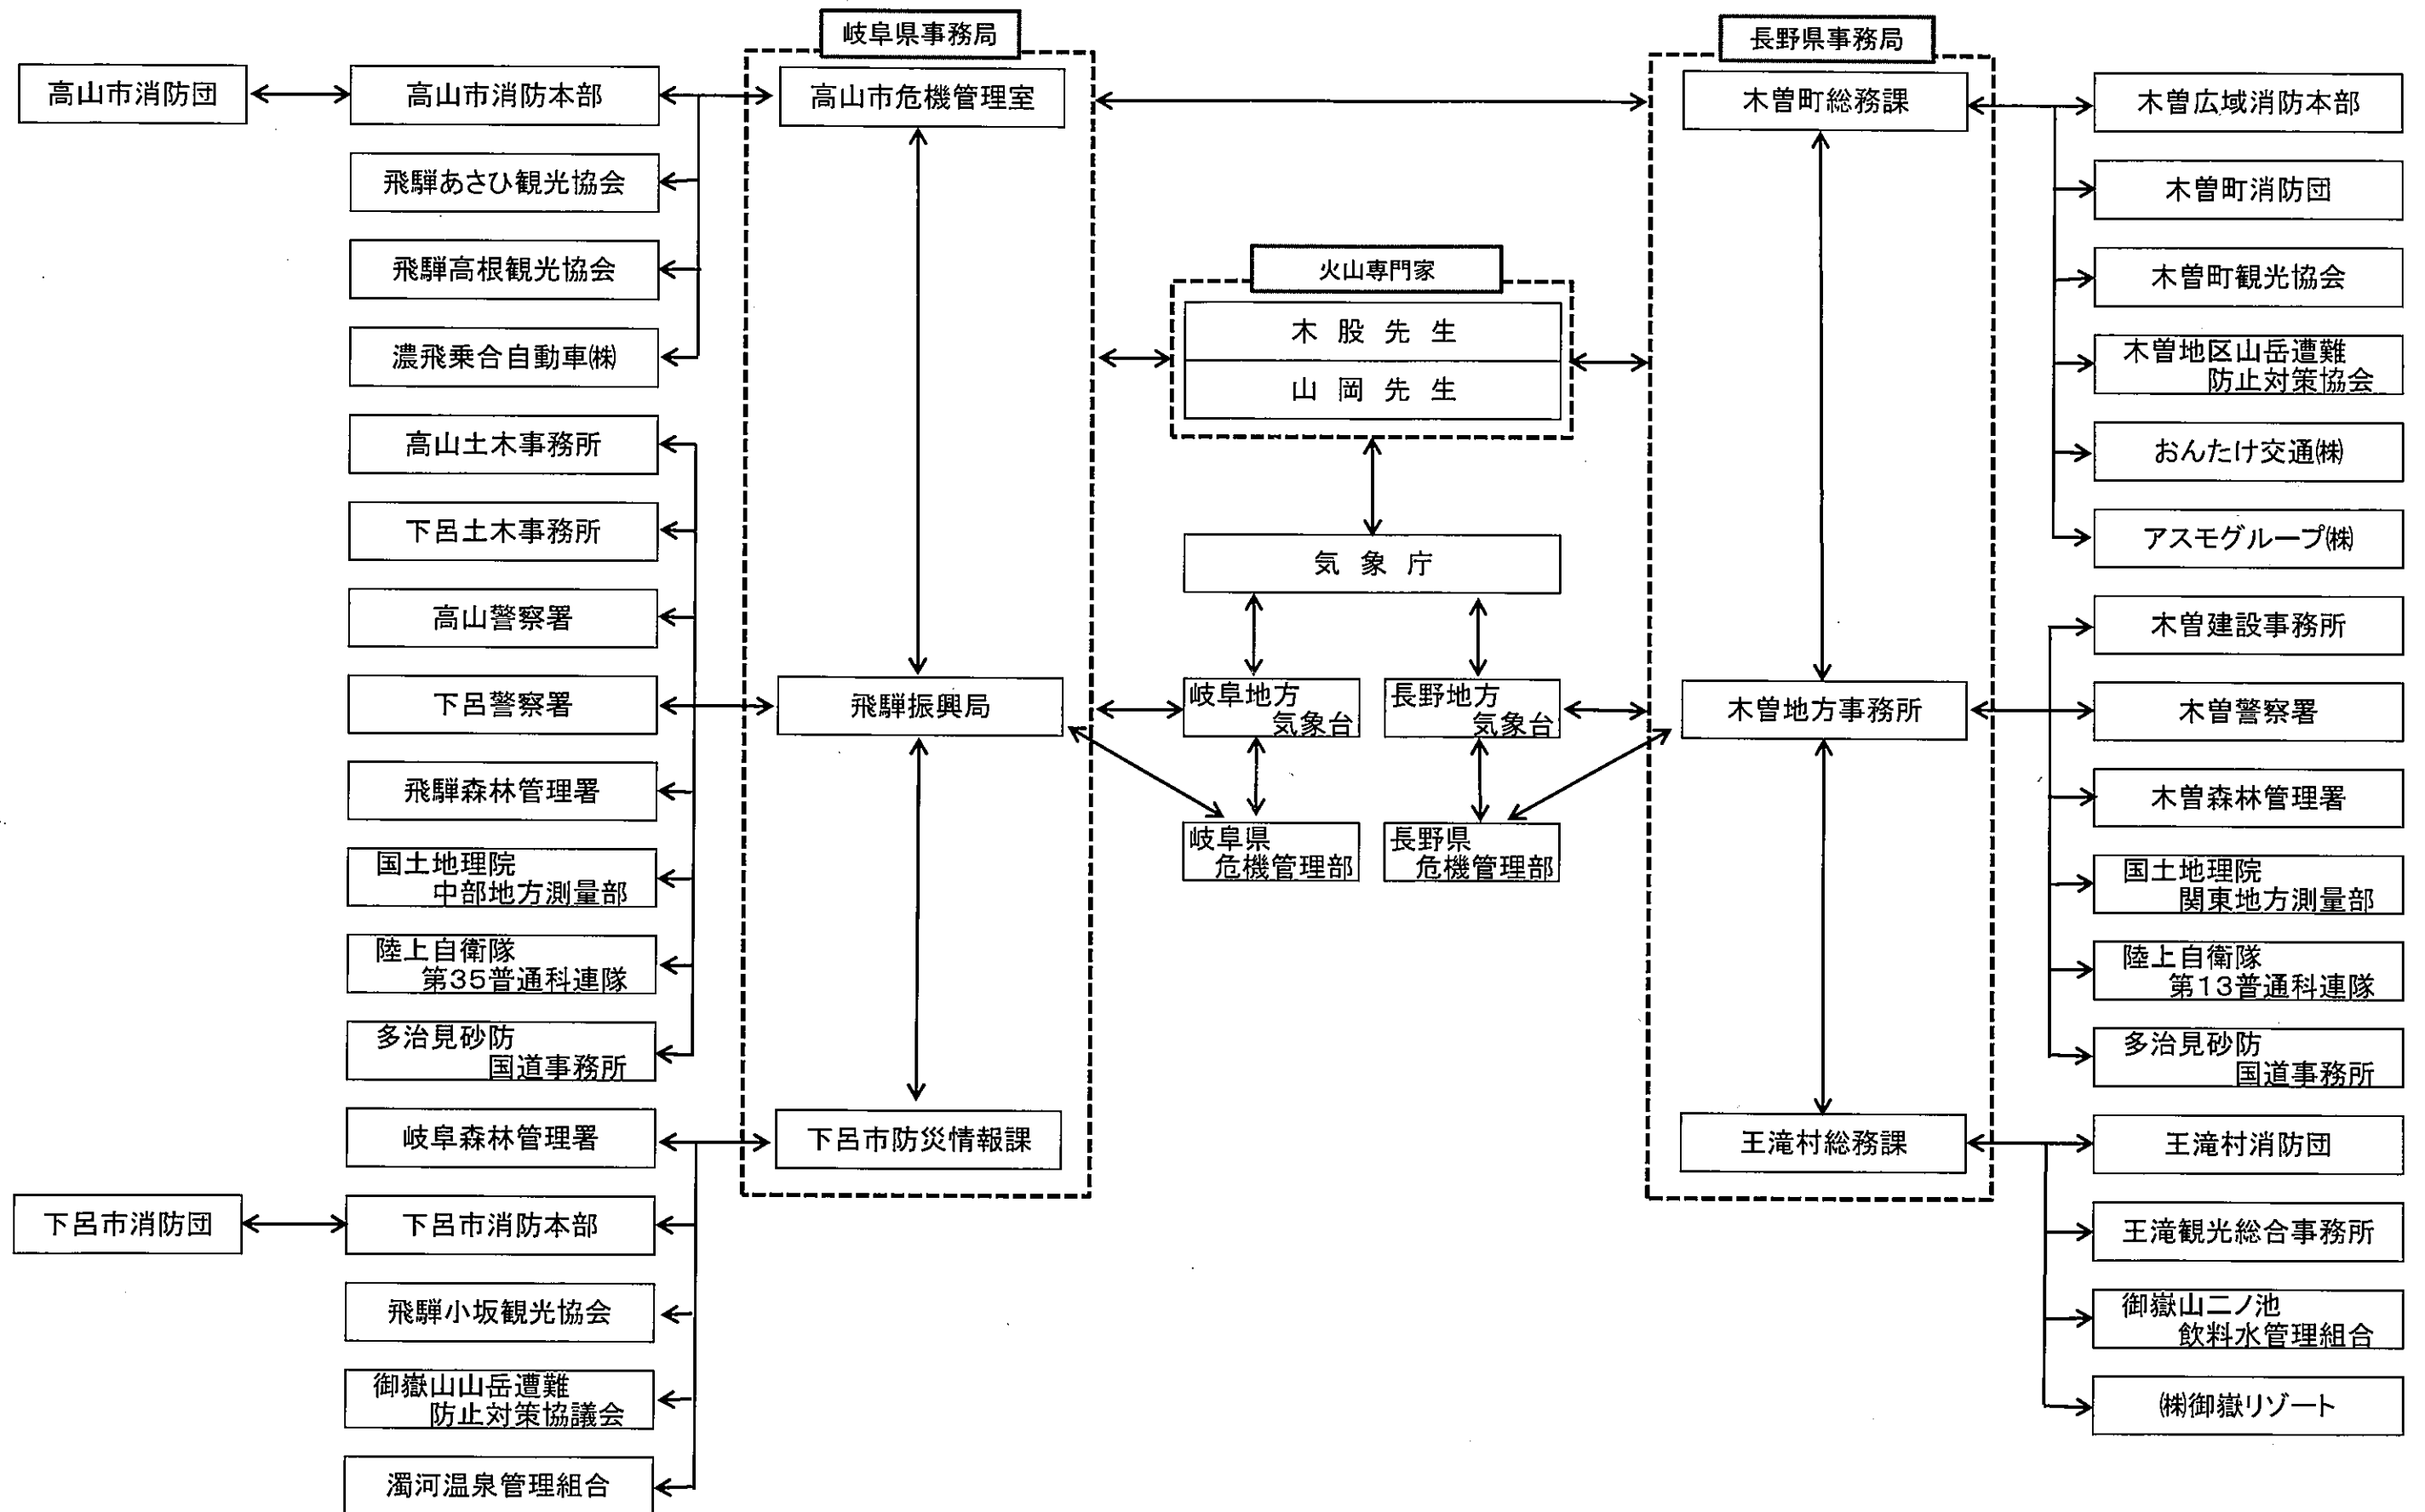 岐阜県事務局
長野県事務局
高山市消防団
高山市消防本部
高山市危機管理室
木曽町総務課
木曽広域消防本部
飛騨あさひ観光協会
木曽町消防団
飛騨高根観光協会
火山専門家
木曽町観光協会
木股先生
濃飛乗合自動車㈱
木曽地区山岳遭難
防止対策協会
山岡先生
高山土木事務所
おんたけ交通㈱
下呂土木事務所
気象庁
アスモグループ㈱
高山警察署
木曽建設事務所
下呂警察署
飛騨振興局
岐阜地方
気象台
長野地方
気象台
木曽地方事務所
木曽警察署
飛騨森林管理署
木曽森林管理署
国土地理院
中部地方測量部
岐阜県
危機管理部
長野県
危機管理部
国土地理院
関東地方測量部
陸上自衛隊
第35普通科連隊
陸上自衛隊
第13普通科連隊
多治見砂防
国道事務所
多治見砂防
国道事務所
岐阜森林管理署
下呂市防災情報課
王滝村総務課
王滝村消防団
下呂市消防団
下呂市消防本部
王滝観光総合事務所
飛騨小坂観光協会
御嶽山二ノ池
飲料水管理組合
御嶽山山岳遭難
防止対策協議会
㈱御嶽リゾート
濁河温泉管理組合